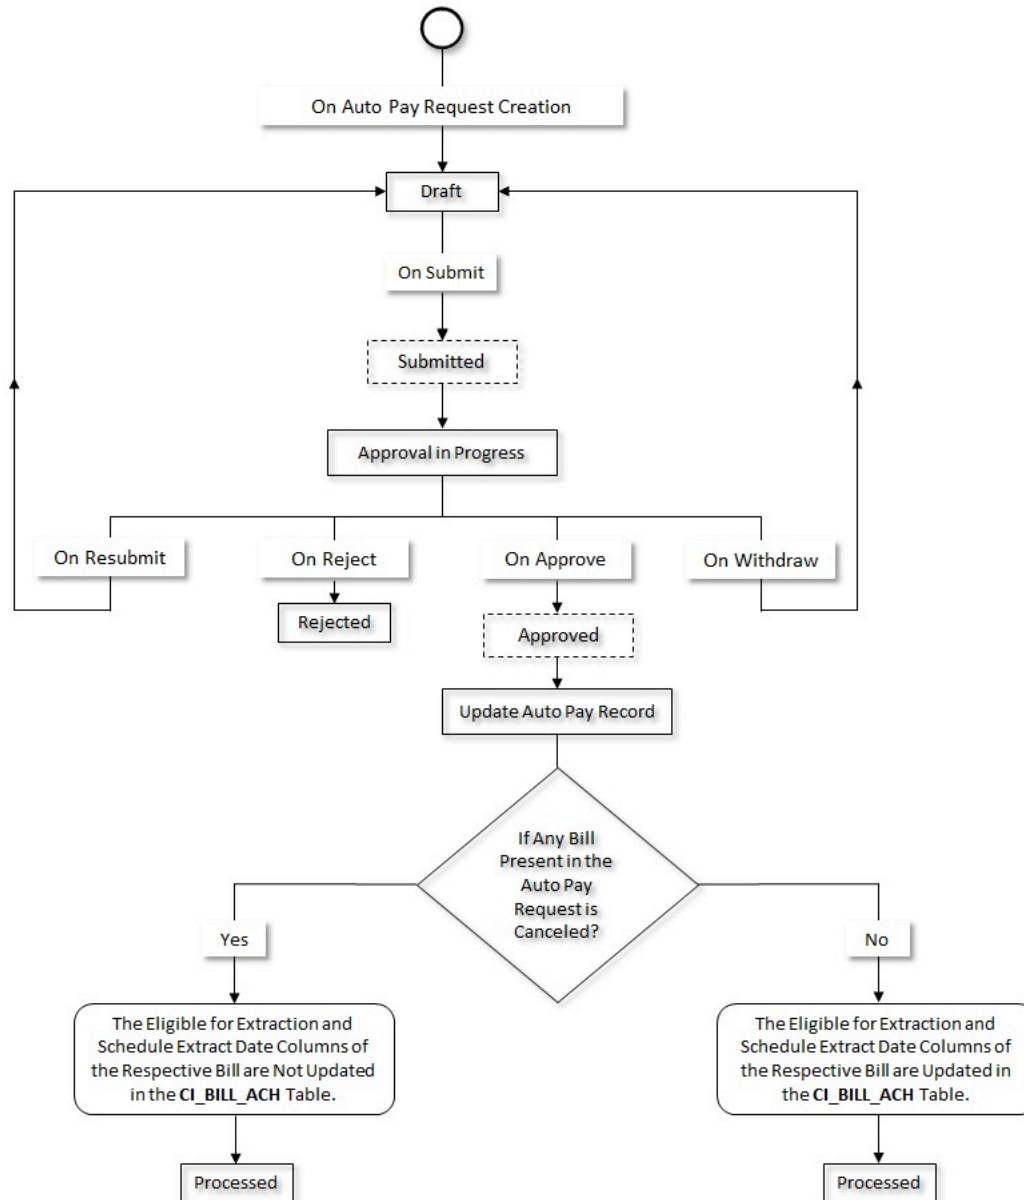 On Auto Pay Request Creation
Draft
On Submit
Submitted
Approval in Progress
On Resubmit
On Reject
On Approve
On Withdraw
Rejected
Approved
Update Auto Pay Record
If Any Bill
Present in the
Auto Pay
Request is
Canceled?
Yes
No
The Eligible for Extraction and
Schedule Extract Date Columns of
the Respective Bill are Not Updated
in the CI_BILL_ACH Table.
The Eligible for Extraction and
Schedule Extract Date Columns of
the Respective Bill are Updated in
the CI_BILL_ACH Table.
Processed
Processed